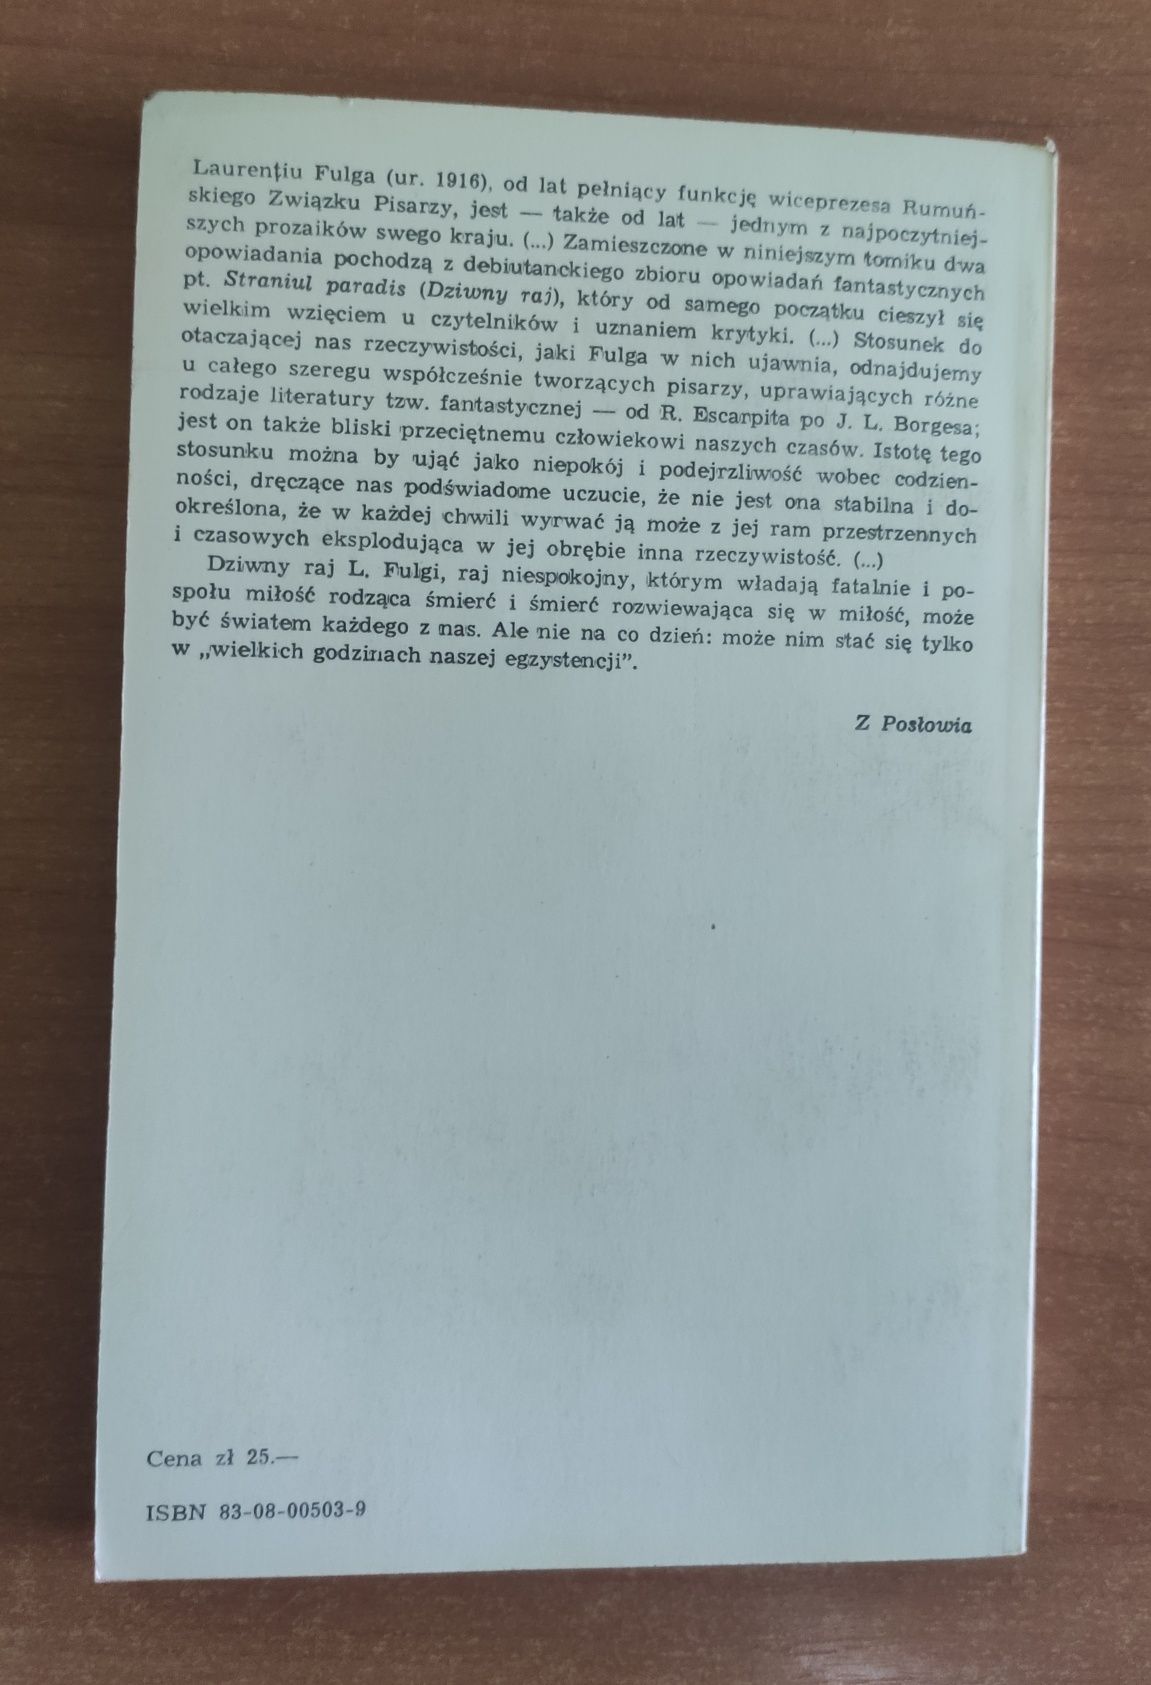 Laurențiu Fulga (ur. 1916), od lat pełniący funkcję wiceprezesa Rumuń-
skiego Związku Pisarzy, jest — także od lat — jednym z najpoczytniej-
szych prozaików swego kraju. (...) Zamieszczone w niniejszym tomiku dwa
opowiadania pochodzą z debiutanckiego zbioru opowiadań fantastycznych
pt. Straniul paradis (Dziwny raj), który od samego początku cieszył się
wielkim wzięciem u czytelników i uznaniem krytyki. (...) Stosunek do
otaczającej nas rzeczywistości, jaki Fulga w nich ujawnia, odnajdujemy
u całego szeregu współcześnie tworzących pisarzy, uprawiających różne
rodzaje literatury tzw. fantastycznej — od R. Escarpita po J. L. Borgesa;
jest on także bliski przeciętnemu człowiekowi naszych czasów. Istotę tego
stosunku można by ująć jako niepokój i podejrzliwość wobec codzien-
ności, dręczące nas podświadome uczucie, że nie jest ona stabilna i do-
określona, że w każdej chwili wyrwać ją może z jej ram przestrzennych
i czasowych eksplodująca w jej obrębie inna rzeczywistość. (...)
Dziwny raj L. Fulgi, raj niespokojny, którym władają fatalnie i po-
społu miłość rodząca śmierć i śmierć rozwiewająca się w miłość, może
być światem każdego z nas. Ale nie na co dzień: może nim stać się tylko
w „wielkich godzinach naszej egzystencji”.
Z Posłowia
Cena zł 25.—
ISBN 83-08-00503-9